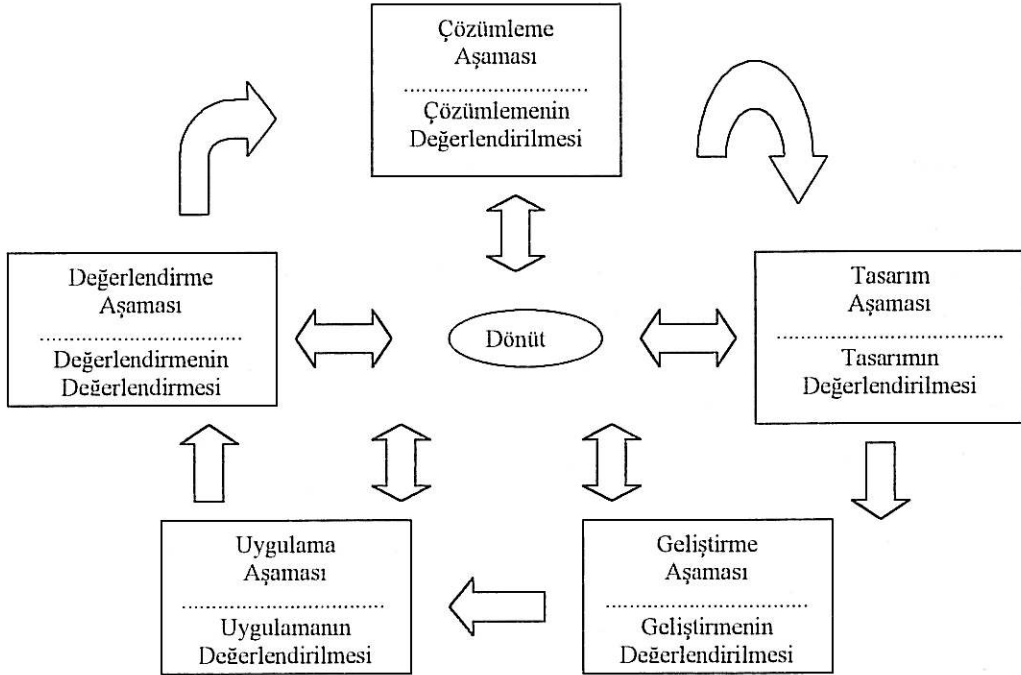 Çözümleme
Aşaması
Çözümlemenin
Değerlendirilmesi
Değerlendirme
Aşaması
Değerlendirmenin
Değerlendirmesi
Dönüt
Tasarım
Aşaması
Tasarımın
Değerlendirilmesi
Uygulama
Aşaması
Uygulamanın
Değerlendirilmesi
Geliştirme
Aşaması
Geliştirmenin
Değerlendirilmesi